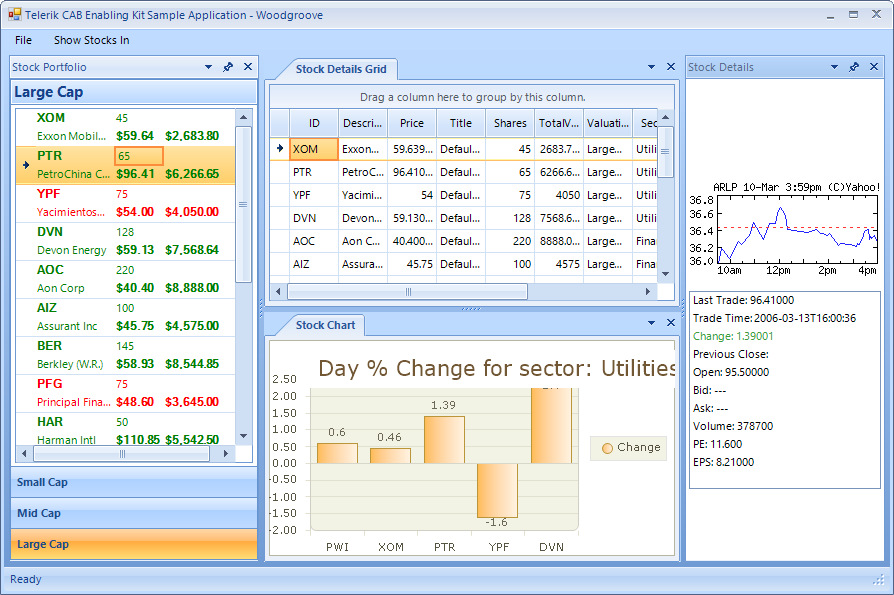 Telerik CAB Enabling Kit Sample Application - Woodgroove
File Show Stocks In
Stock Portfolio
Large Cap
XOM 45
Exxon Mobil... $59.64 $2,683.80
PTR 65
PetroChina C... $96.41 $6,266.65
YPF 75
Yacimientos... $54.00 $4,050.00
DVN 128
Devon Energy $59.13 $7,568.64
AOC 220
Aon Corp $40.40 $8,888.00
AIZ 100
Assurant Inc $45.75 $4,575.00
BER 145
Berkley (W.R.) $58.93 $8,544.85
PFG 75
Principal Fina... $48.60 $3,645.00
HAR 50
Harman Intl $110.85 $5,542.50
Small Cap
Mid Cap
Large Cap
Stock Details Grid
Drag a column here to group by this column.
ID Descri... Price Title Shares TotalV... Valuati... Sec
XOM Exxon... 59.639... Defaul... 45 2683.7... Large... Utili
PTR PetroC... 96.410... Defaul... 65 6266.6... Large... Utili
YPF Yacimi... 54 Defaul... 75 4050 Large... Utili
DVN Devon... 59.130... Defaul... 128 7568.6... Large... Utili
AOC Aon C... 40.400... Defaul... 220 8888.0... Large... Fina
AIZ Assura... 45.75 Defaul... 100 4575 Large... Fina
Stock Chart
Day % Change for sector: Utilities
2.50
2.00
1.50
1.00
0.50
0.00
-0.50
-1.00
-1.50
-2.00
0.6 0.46 1.39 -1.6
PWI XOM PTR YPF DVN
Change
Stock Details
ARLP 10-Mar 3:59pm (C)Yahoo!
36.8
36.6
36.4
36.2
36.0
10am 12pm 2pm 4pm
Last Trade: 96.41000
Trade Time: 2006-03-13T16:00:36
Change: 1.39001
Previous Close:
Open: 95.50000
Bid: ---
Ask: ---
Volume: 378700
PE: 11.600
EPS: 8.21000
Ready